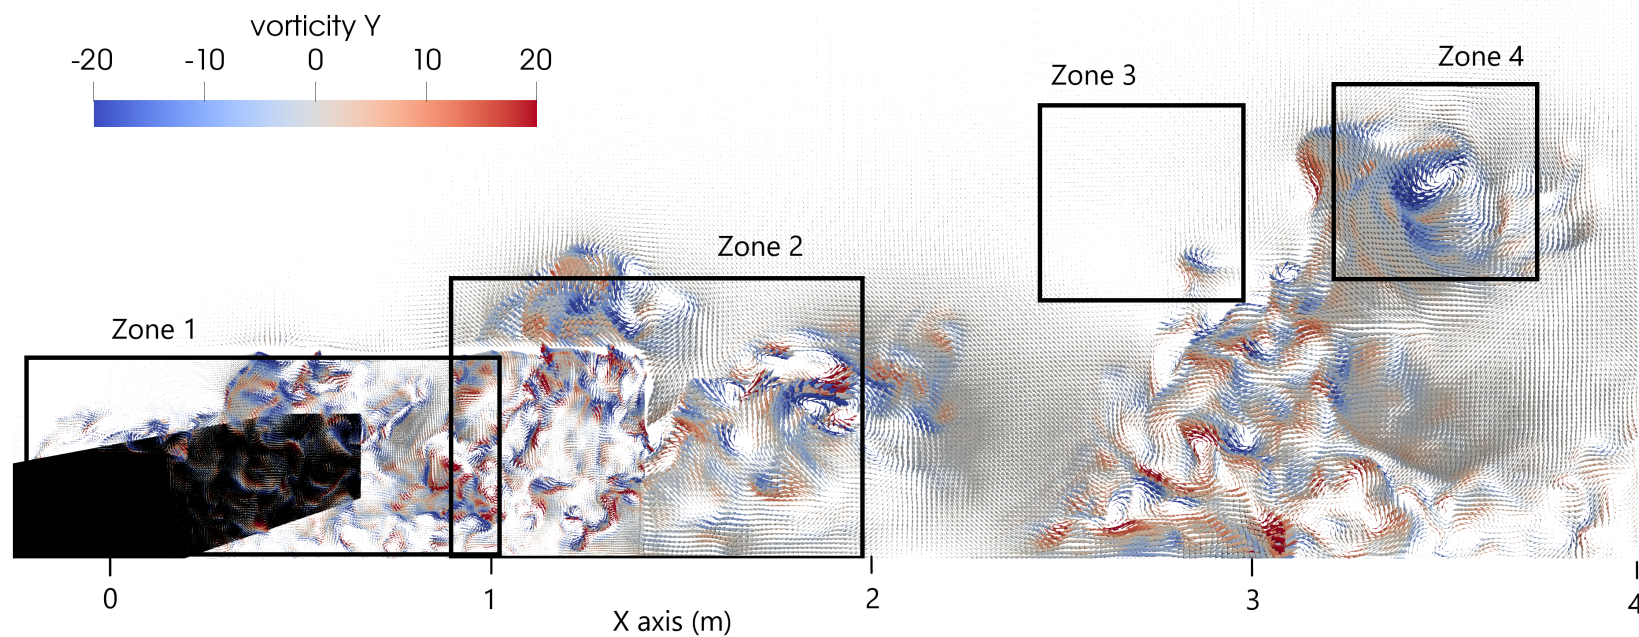 vorticity Y
-20 -10 0 10 20
Zone 4
Zone 3
Zone 2
Zone 1
0 1 2 3 4
X axis (m)